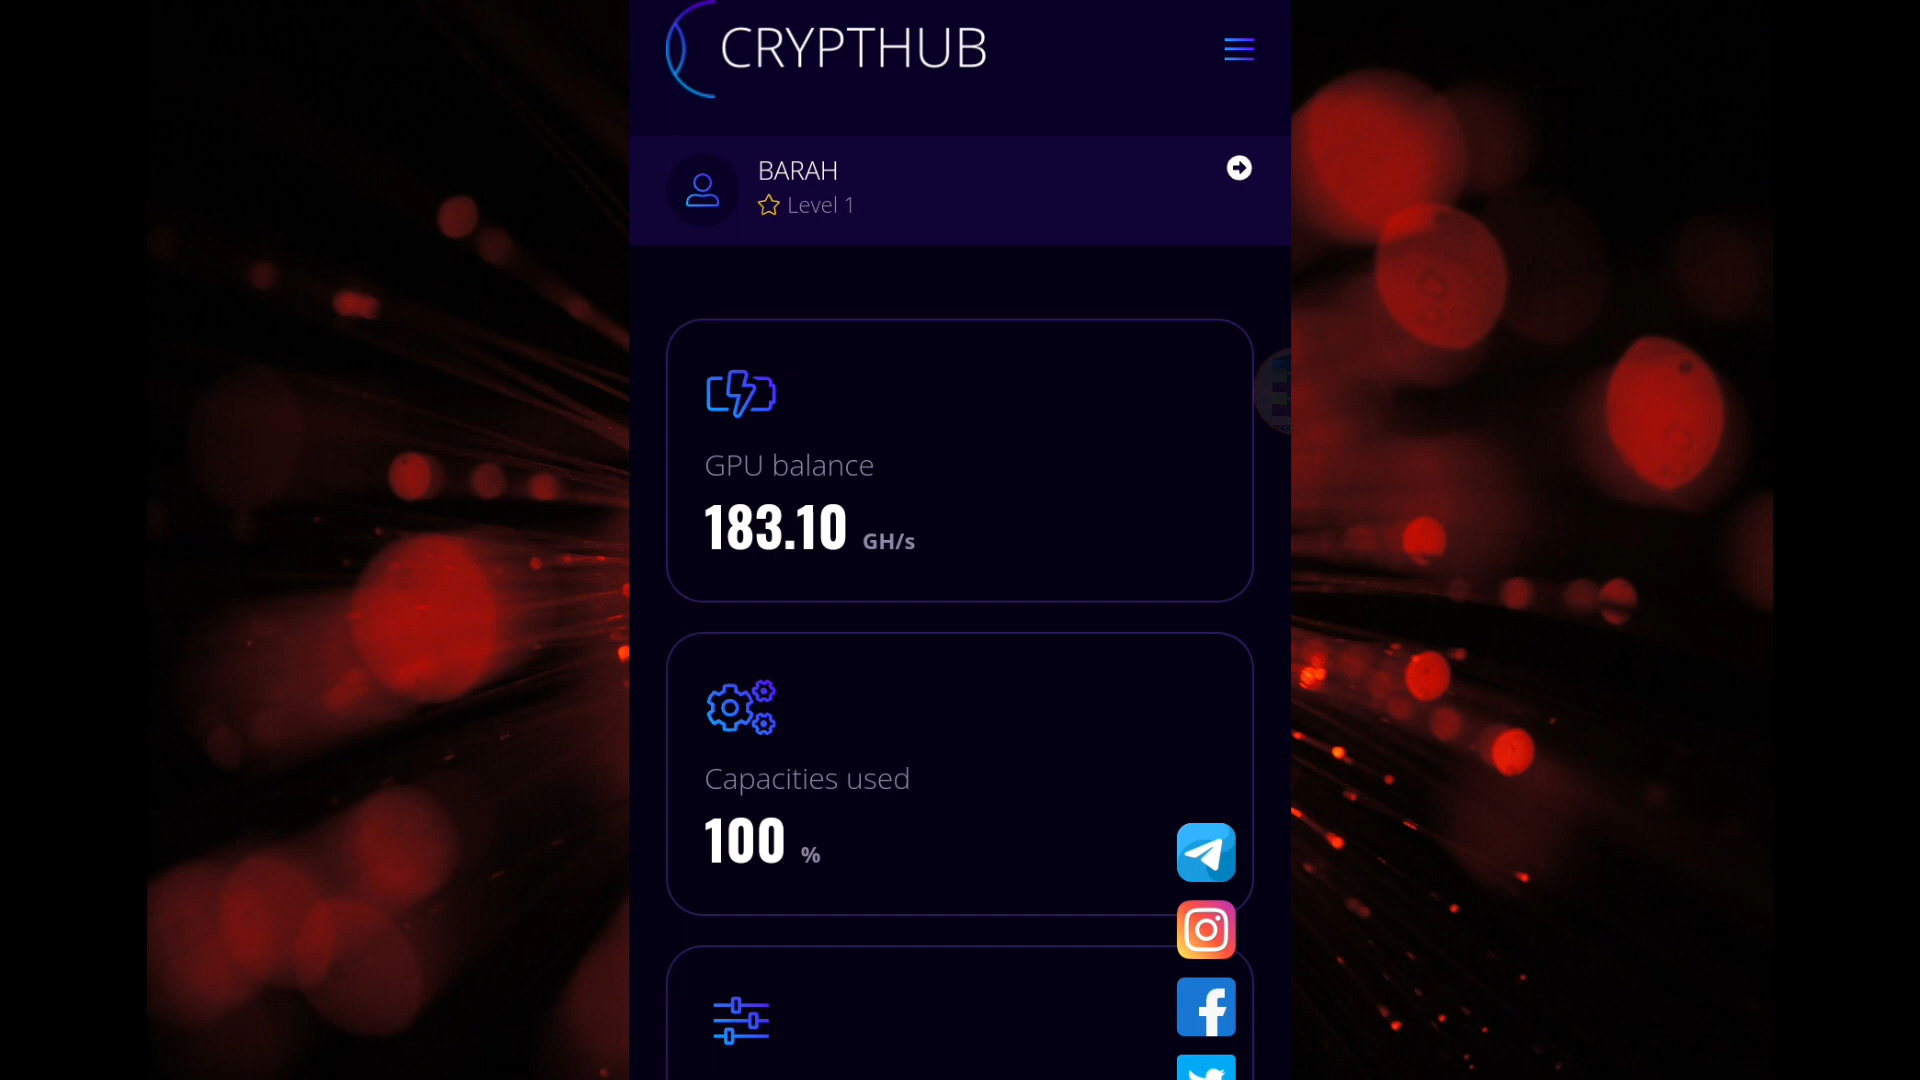 CRYPTHUB
BARAH
Level 1
GPU balance
183.10 GH/s
Capacities used
100 %